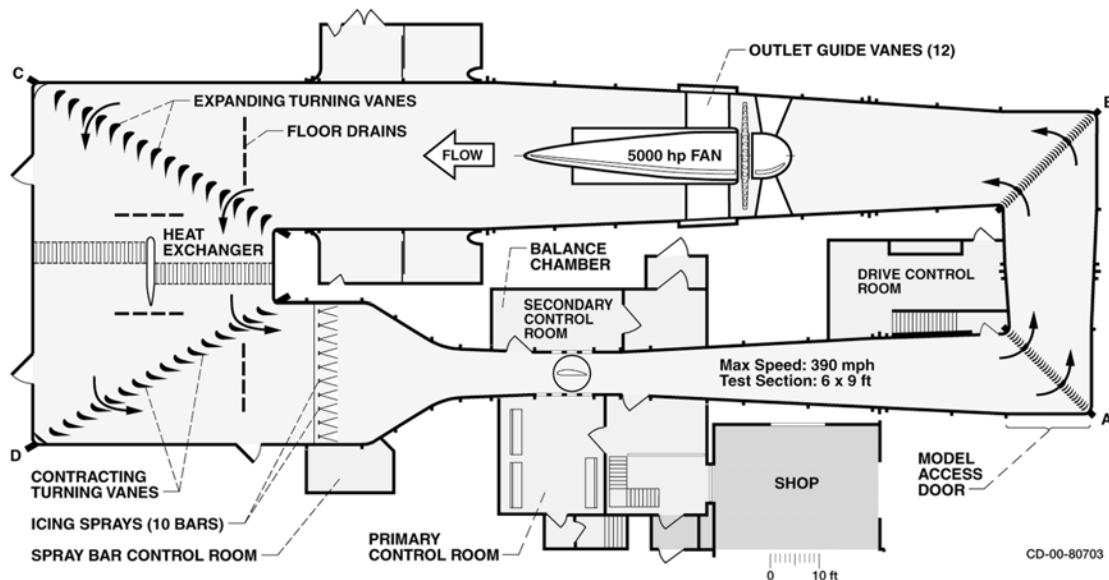 C
EXPANDING TURNING VANES
FLOOR DRAINS
FLOW
OUTLET GUIDE VANES (12)
5000 hp FAN
B
HEAT
EXCHANGER
BALANCE
CHAMBER
SECONDARY
CONTROL
ROOM
DRIVE CONTROL
ROOM
Max Speed: 390 mph
Test Section: 6 x 9 ft
D
A
CONTRACTING
TURNING VANES
ICING SPRAYS (10 BARS)
SPRAY BAR CONTROL ROOM
PRIMARY
CONTROL ROOM
SHOP
MODEL
ACCESS
DOOR
0 10 ft
CD-00-80703